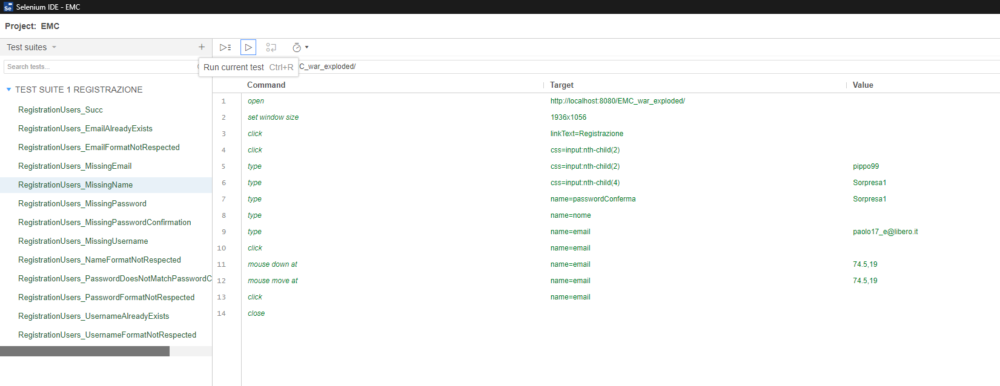 Selenium IDE - EMC
Project: EMC
Test suites
Search tests...
Run current test Ctrl+R
C_war_exploded/
TEST SUITE 1 REGISTRAZIONE
RegistrationUsers_Succ
RegistrationUsers_EmailAlreadyExists
RegistrationUsers_EmailFormatNotRespected
RegistrationUsers_MissingEmail
RegistrationUsers_MissingName
RegistrationUsers_MissingPassword
RegistrationUsers_MissingPasswordConfirmation
RegistrationUsers_MissingUsername
RegistrationUsers_NameFormatNotRespected
RegistrationUsers_PasswordDoesNotMatchPasswordC
RegistrationUsers_PasswordFormatNotRespected
RegistrationUsers_UsernameAlreadyExists
RegistrationUsers_UsernameFormatNotRespected
Command Target Value
1 open http://localhost:8080/EMC_war_exploded/
2 set window size 1936x1056
3 click linkText=Registrazione
4 click css=input:nth-child(2)
5 type css=input:nth-child(2) pippo99
6 type css=input:nth-child(4) Sorpresa1
7 type name=passwordConferma Sorpresa1
8 type name=nome
9 type name=email paolo17_e@libero.it
10 click name=email
11 mouse down at name=email 74.5,19
12 mouse move at name=email 74.5,19
13 click name=email
14 close